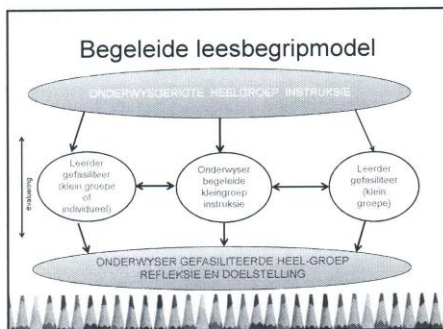 Begeleide leesbegripmodel
ONDERWYSGERIGTE HEELGROEP INSTRUKSIE
evaluering
Leerder
gefasiliteer
(klein groepe
of
individueel)
Onderwyser
begeleide
kleingroep
instruksie
Leerder
gefasiliteer
(klein
groepe)
ONDERWYSER GEFASILITEERDE HEEL-GROEP
REFLEKSIE EN DOELSTELLING